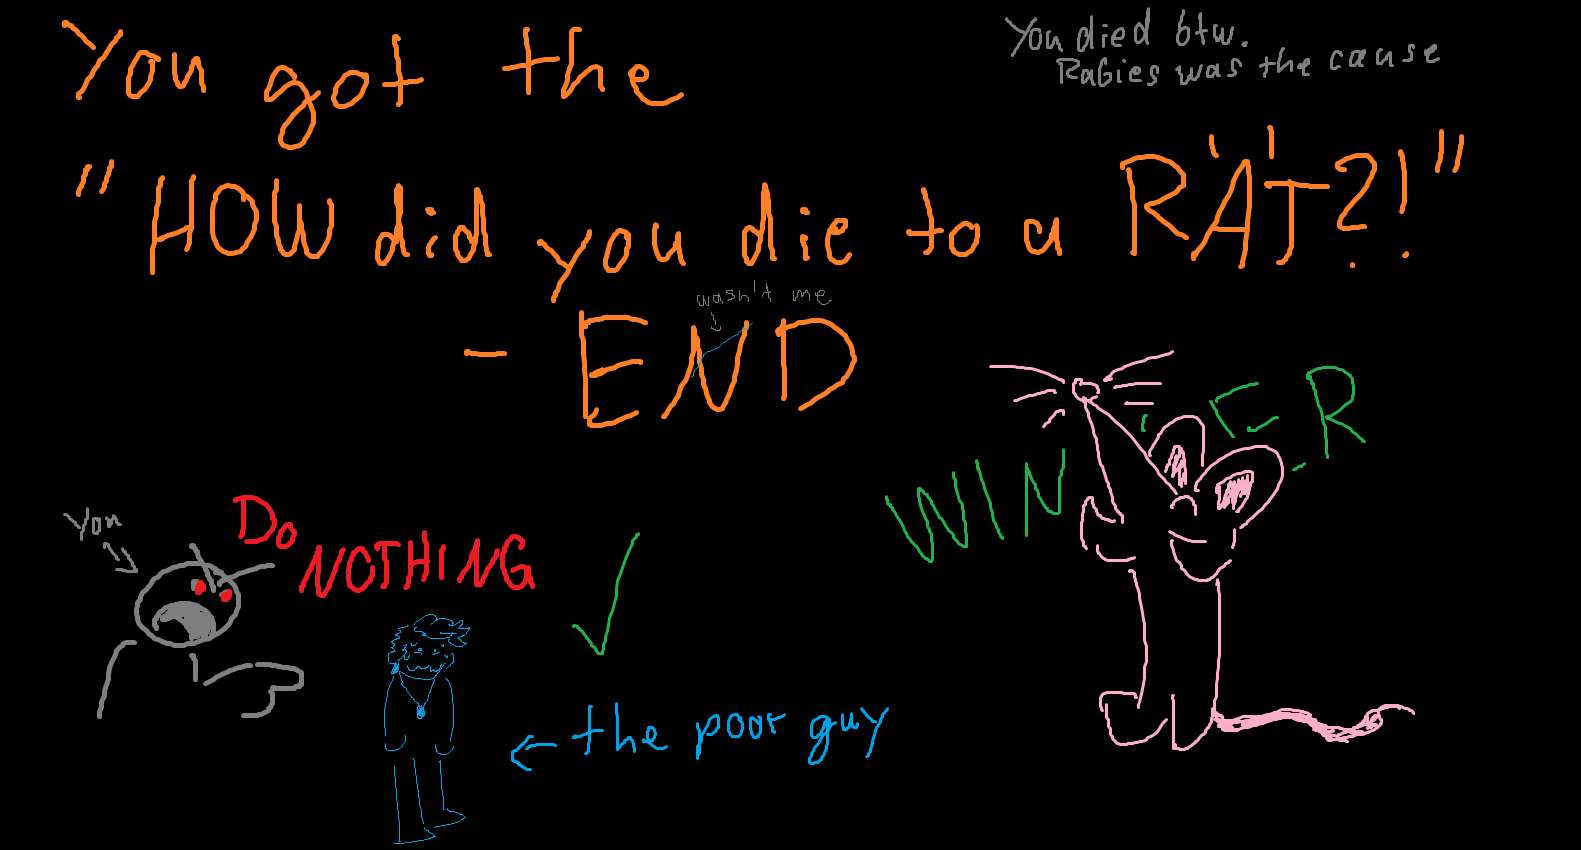 You got the
You died btw.
Rabies was the cause
"HOW did you die to a RAT?!"
wasn't me
- END
WINNER
You
Do
NOTHING
the poor guy